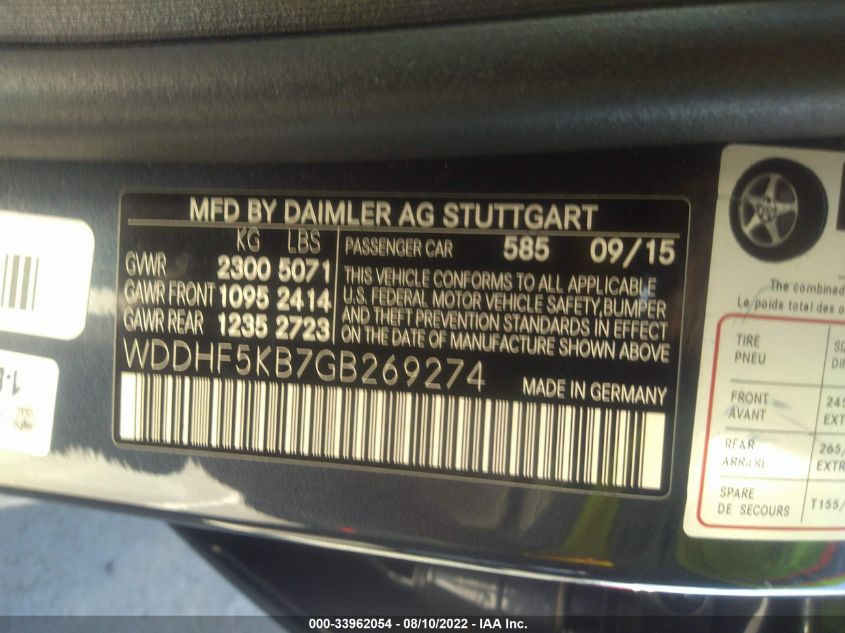 MFD BY DAIMLER AG STUTTGART
KG LBS
GVWR 2300 5071
GAWR FRONT 1095 2414
GAWR REAR 1235 2723
PASSENGER CAR 585 09/15
THIS VEHICLE CONFORMS TO ALL APPLICABLE
U.S. FEDERAL MOTOR VEHICLE SAFETY,BUMPER
AND THEFT PREVENTION STANDARDS IN EFFECT
ON THE DATE OF MANUFACTURE SHOWN ABOVE
WDDHF5KB7GB269274
MADE IN GERMANY
The combined
Le poids total des
TIRE
PNEU
FRONT
AVANT
245
EXT
REAR
ARRIÈRE
265/
EXTR
SPARE
DE SECOURS
T155/
000-33962054 - 08/10/2022 - IAA Inc.